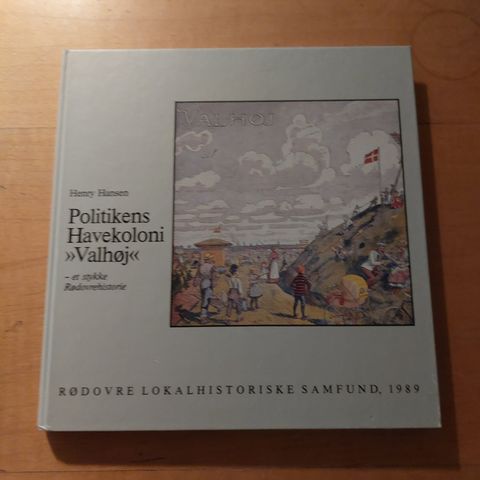 VALHØJ
Henry Hansen
Politikens
Havekoloni
»Valhøj«
– et stykke
Rødovrehistorie
RØDOVRE LOKALHISTORISKE SAMFUND, 1989